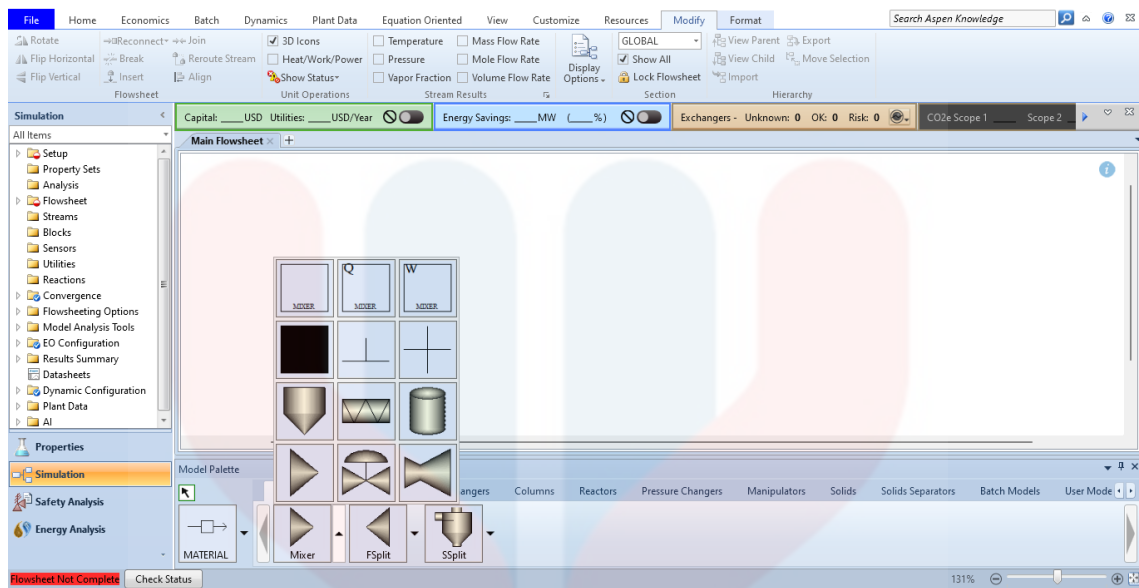 File Home Economics Batch Dynamics Plant Data Equation Oriented View Customize Resources Modify Format Search Aspen Knowledge
Rotate Reconnect Join 3D Icons Temperature Mass Flow Rate GLOBAL View Parent Export
Flip Horizontal Break Reroute Stream Heat/Work/Power Pressure Mole Flow Rate Display Options Show All View Child Move Selection
Flip Vertical Insert Align Show Status Vapor Fraction Volume Flow Rate Lock Flowsheet Import
Flowsheet Unit Operations Stream Results Section Hierarchy
Simulation
Capital: ____USD Utilities: ____USD/Year Energy Savings: ____MW (____%) Exchangers - Unknown: 0 OK: 0 Risk: 0 CO2e Scope 1 ____ Scope 2
All Items
Main Flowsheet
Setup
Property Sets
Analysis
Flowsheet
Streams
Blocks
Sensors
Utilities
Reactions
Convergence
Flowsheeting Options
Model Analysis Tools
EO Configuration
Results Summary
Datasheets
Dynamic Configuration
Plant Data
AI
Q W
MIXER MIXER MIXER
Properties
Simulation
Safety Analysis
Energy Analysis
Model Palette
angers Columns Reactors Pressure Changers Manipulators Solids Solids Separators Batch Models User Mode
MATERIAL Mixer FSplit SSplit
Flowsheet Not Complete Check Status 131%